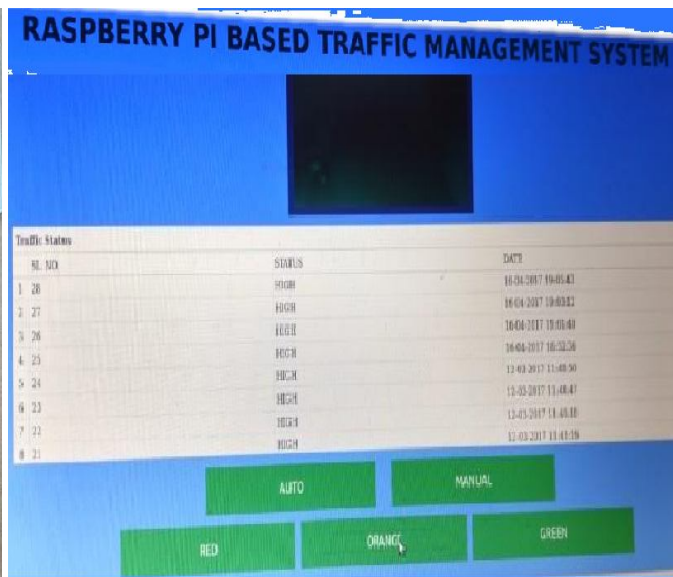 RASPBERRY PI BASED TRAFFIC MANAGEMENT SYSTEM
Traffic Status
SL. NO STATUS DATE
1 28 HIGH
2 27 HIGH
3 26 HIGH
4 25 HIGH
5 24 HIGH
6 23 HIGH
7 22 HIGH
8 21 HIGH
AUTO MANUAL
RED ORANGE GREEN